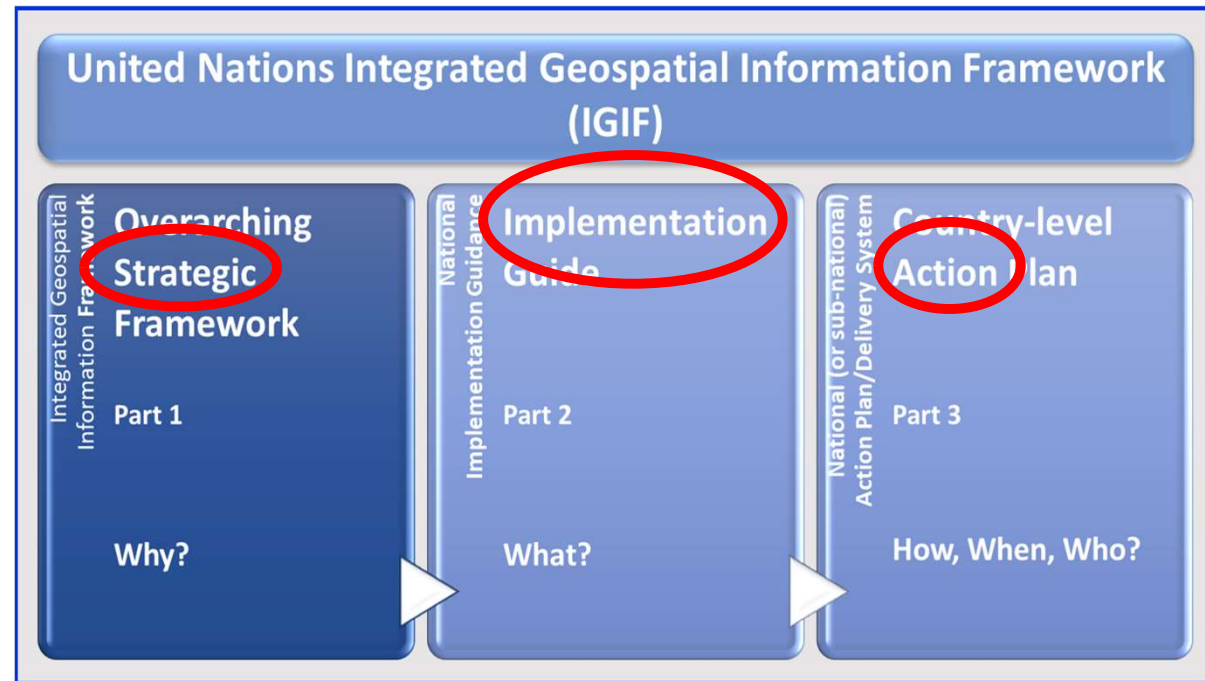 United Nations Integrated Geospatial Information Framework
(IGIF)
Integrated Geospatial
Information Framework
Overarching
Strategic
Framework
Part 1
Why?
National
Implementation Guidance
Implementation
Guide
Part 2
What?
National (or sub-national)
Action Plan/Delivery System
Country-level
Action Plan
Part 3
How, When, Who?